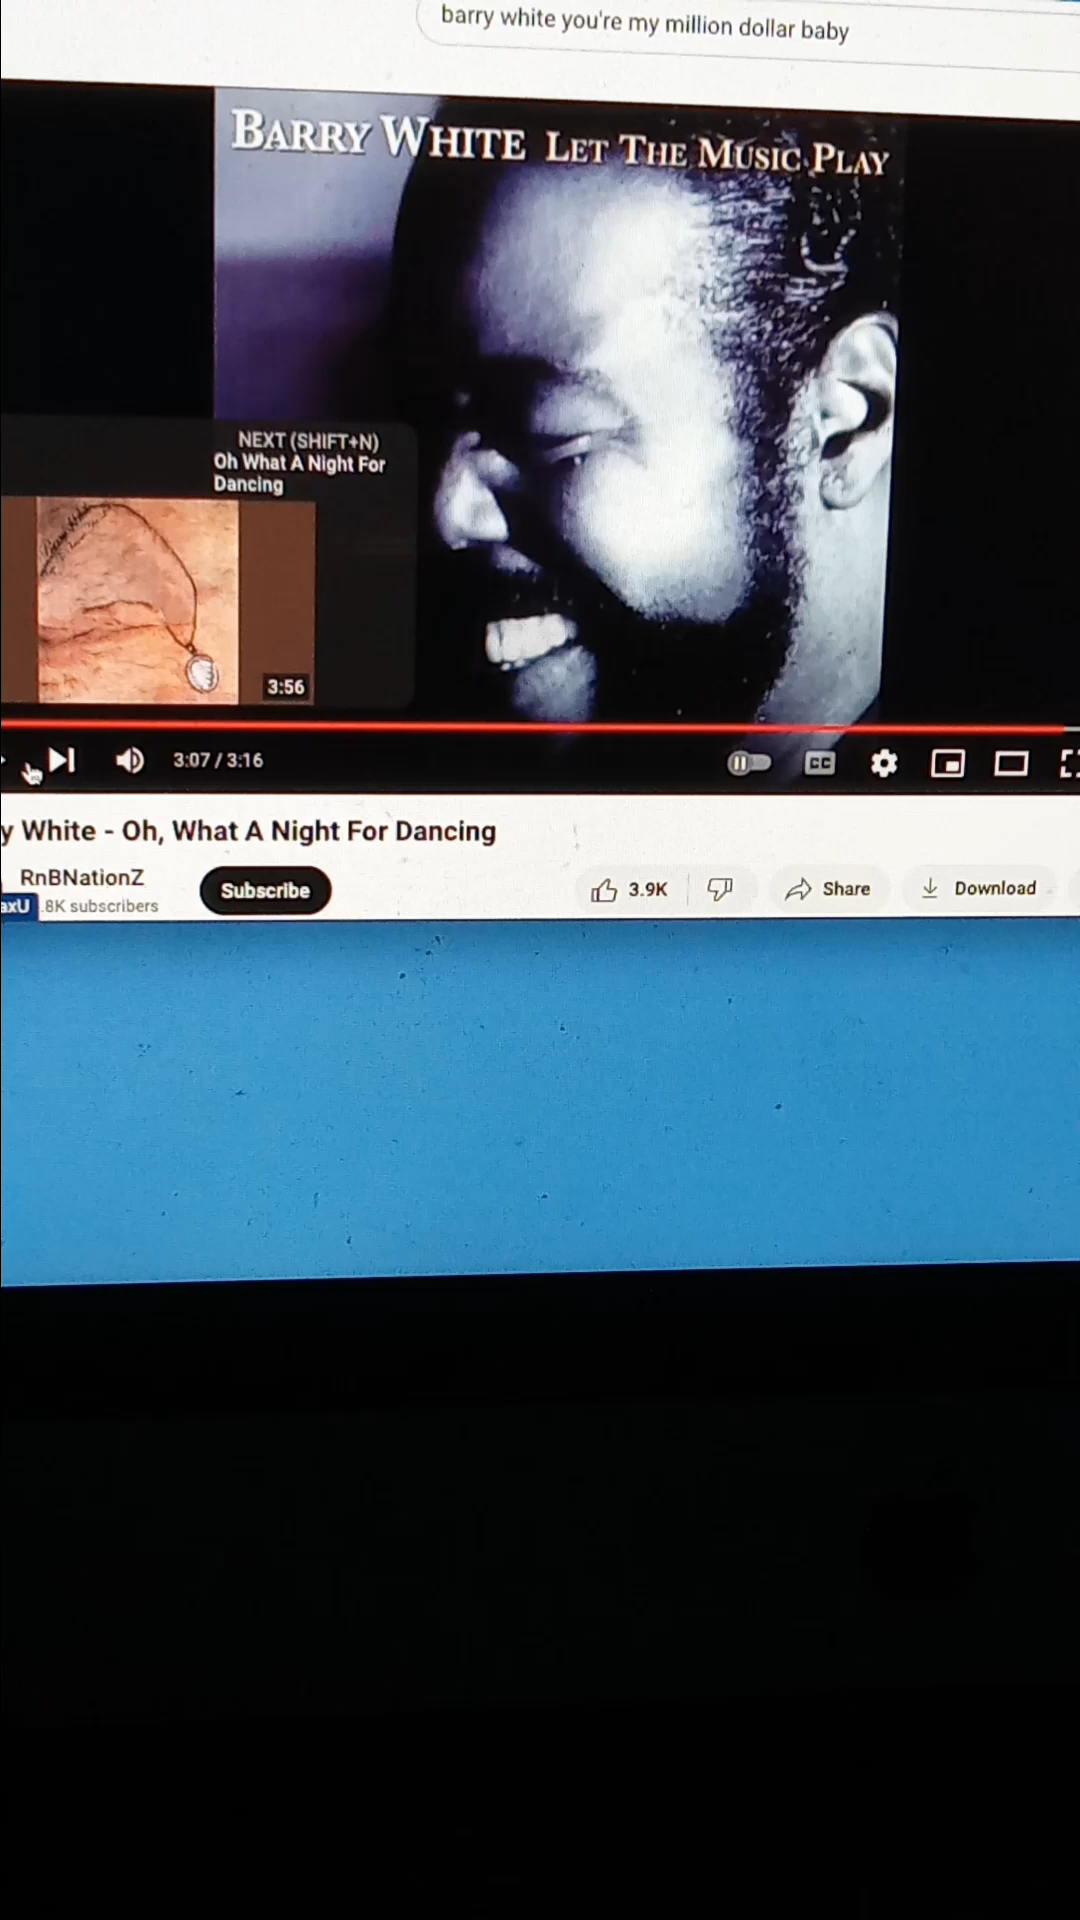 barry white you're my million dollar baby
BARRY WHITE LET THE MUSIC PLAY
NEXT (SHIFT+N)
Oh What A Night For
Dancing
3:56
3:07 / 3:16
CC
y White - Oh, What A Night For Dancing
RnBNationZ
axU .8K subscribers
Subscribe
3.9K
Share
Download